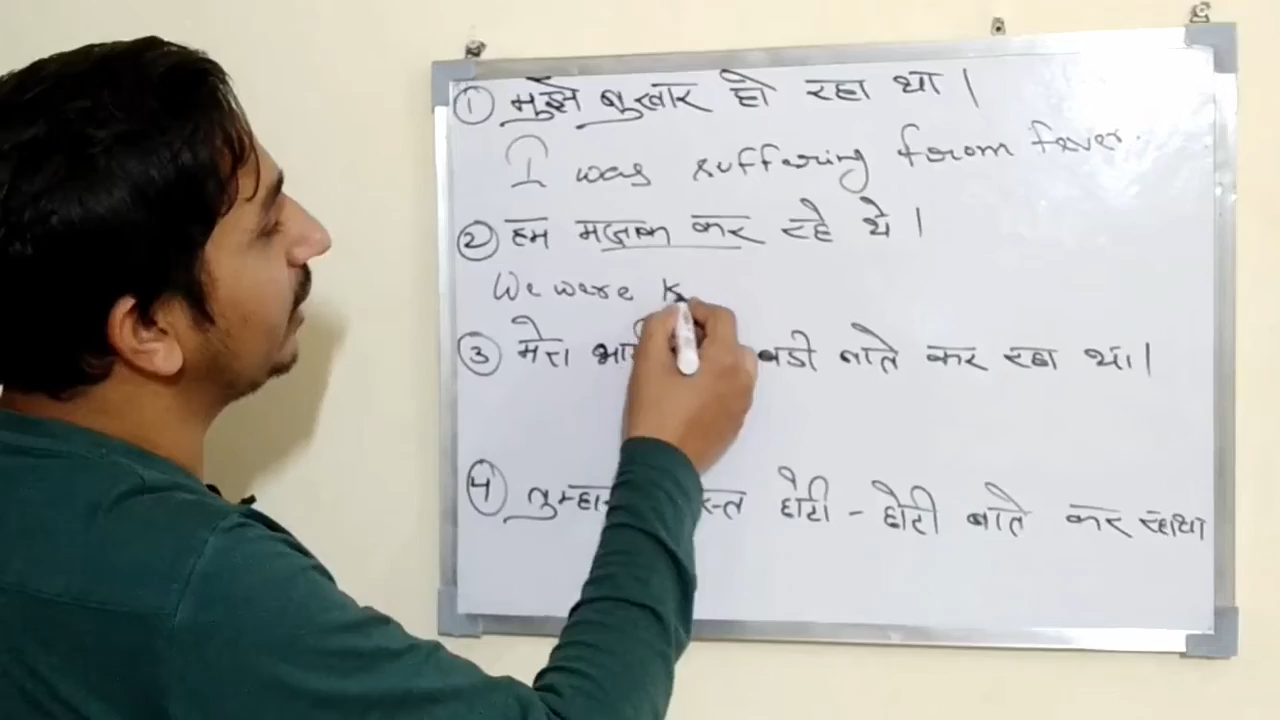 ① मुझे बुखार हो रहा था।
I was suffering from fever.
② हम मजाक कर रहे थे।
We were K
③ मेरा बडी बाते कर रहा था।
④ छोटी - छोटी बाते कर रहा था